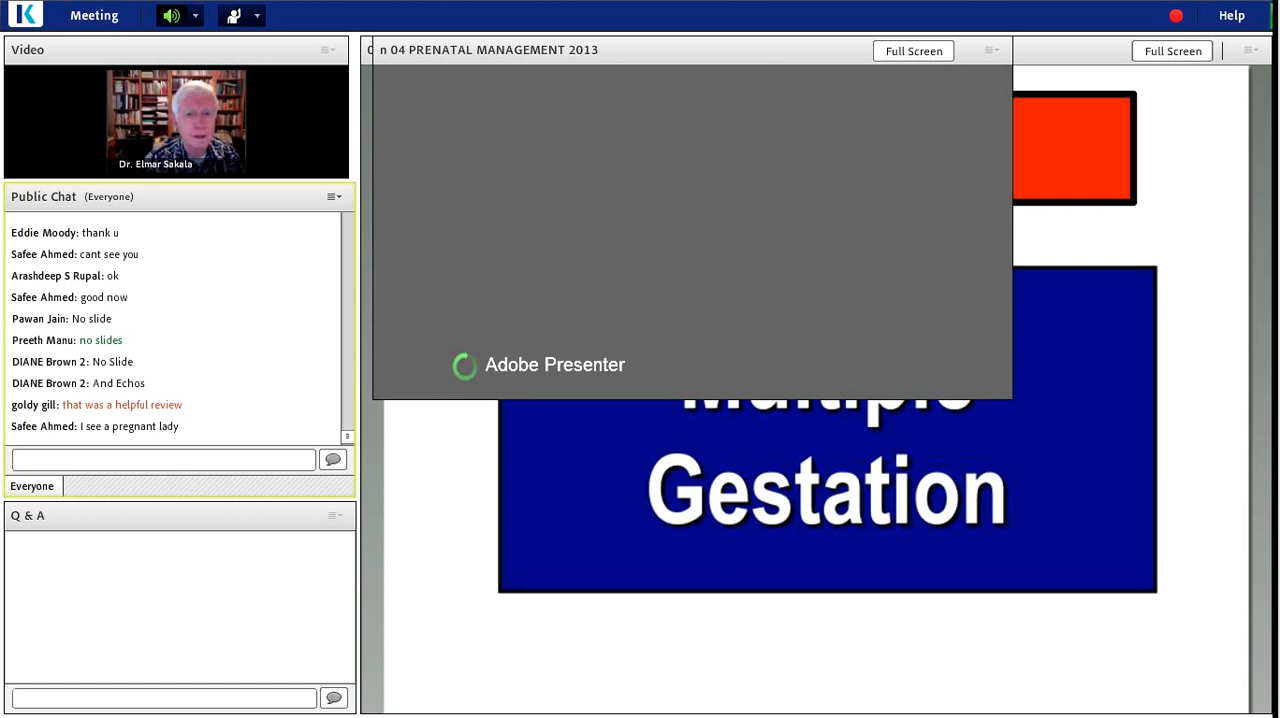 K
Meeting
Help
Video
Dr. Elmar Sakala
Public Chat (Everyone)
Eddie Moody: thank u
Safee Ahmed: cant see you
Arashdeep S Rupal: ok
Safee Ahmed: good now
Pawan Jain: No slide
Preeth Manu: no slides
DIANE Brown 2: No Slide
DIANE Brown 2: And Echos
goldy gill: that was a helpful review
Safee Ahmed: I see a pregnant lady
Everyone
Q & A
n 04 PRENATAL MANAGEMENT 2013
Full Screen
Full Screen
Adobe Presenter
Multiple
Gestation